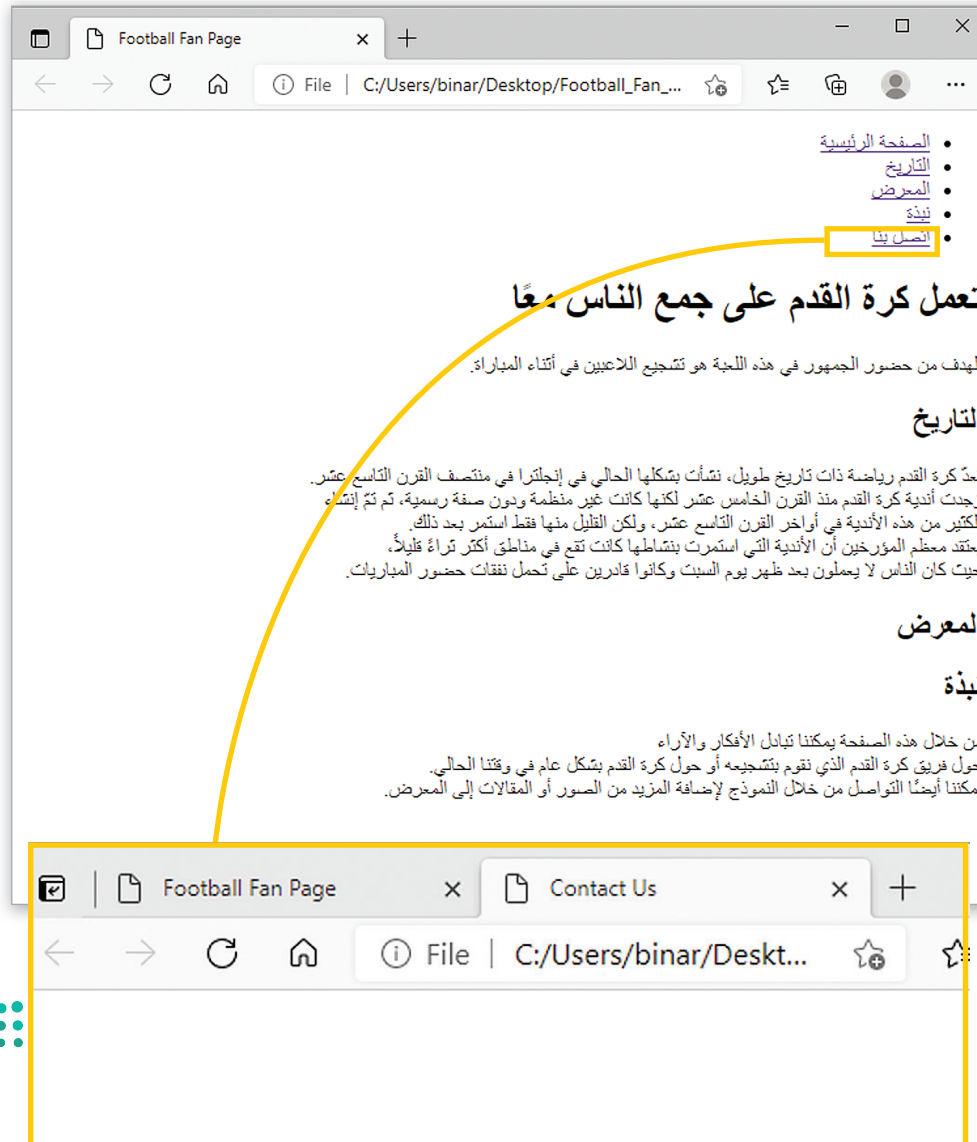 Football Fan Page
File | C:/Users/binar/Desktop/Football_Fan_...
الصفحة الرئيسية
التاريخ
المعرض
نبذة
اتصل بنا
تعمل كرة القدم على جمع الناس معًا
لهدف من حضور الجمهور في هذه اللعبة هو تشجيع اللاعبين في أثناء المباراة.
لتاريخ
عدّ كرة القدم رياضة ذات تاريخ طويل، نشأت بشكلها الحالي في إنجلترا في منتصف القرن التاسع عشر.
وجدت أندية كرة القدم منذ القرن الخامس عشر لكنها كانت غير منظمة ودون صفة رسمية، ثم تمّ إنشاء
لكثير من هذه الأندية في أواخر القرن التاسع عشر، ولكن القليل منها فقط استمر بعد ذلك.
عتقد معظم المؤرخين أن الأندية التي استمرت بنشاطها كانت تقع في مناطق أكثر ثراءً قليلاً،
حيث كان الناس لا يعملون بعد ظهر يوم السبت وكانوا قادرين على تحمل نفقات حضور المباريات.
لمعرض
نبذة
من خلال هذه الصفحة يمكننا تبادل الأفكار والآراء
حول فريق كرة القدم الذي نقوم بتشجيعه أو حول كرة القدم بشكل عام في وقتنا الحالي.
مكننا أيضًا التواصل من خلال النموذج لإضافة المزيد من الصور أو المقالات إلى المعرض.
Football Fan Page
Contact Us
File | C:/Users/binar/Deskt...